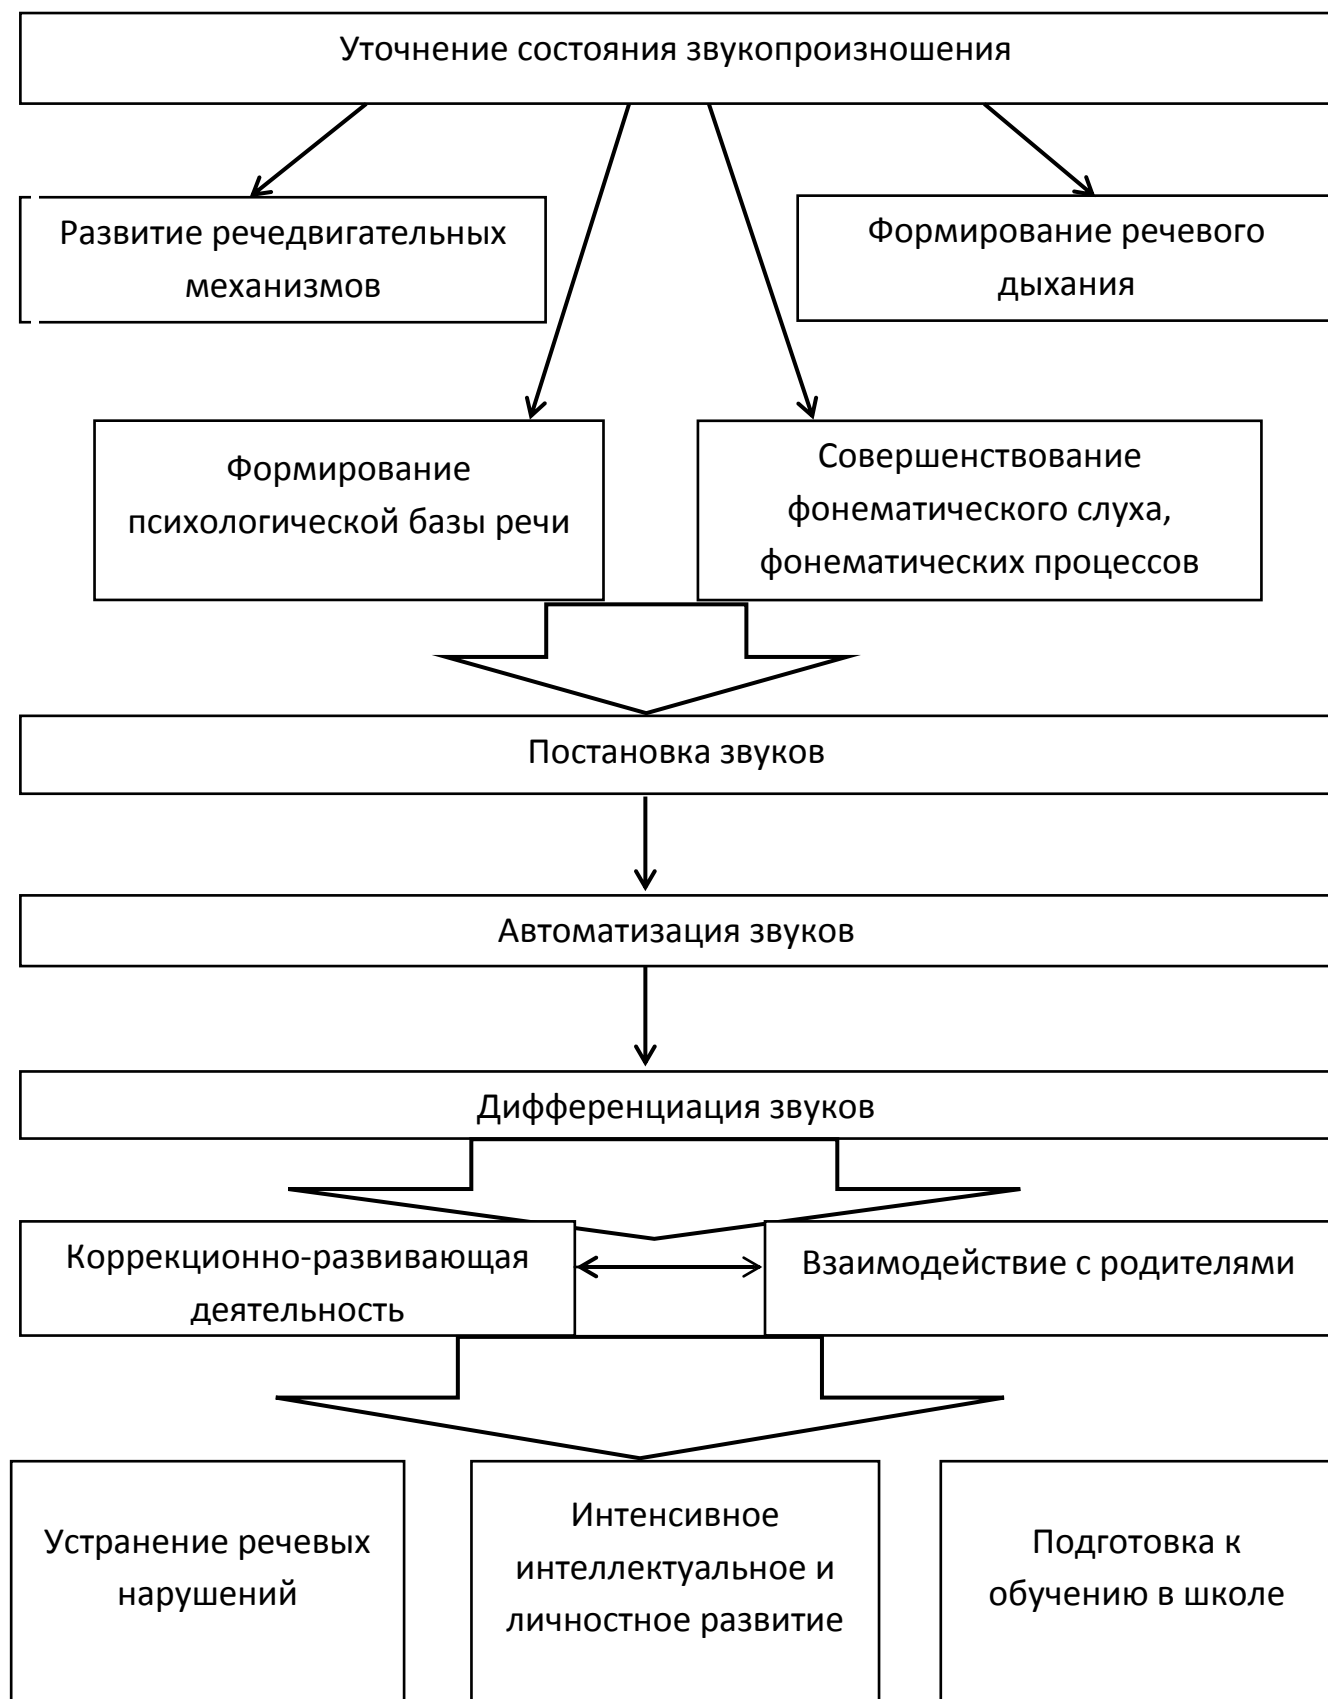 Уточнение состояния звукопроизношения
Развитие речедвигательных
механизмов
Формирование речевого
дыхания
Формирование
психологической базы речи
Совершенствование
фонематического слуха,
фонематических процессов
Постановка звуков
Автоматизация звуков
Дифференциация звуков
Коррекционно-развивающая
деятельность
Взаимодействие с родителями
Устранение речевых
нарушений
Интенсивное
интеллектуальное и
личностное развитие
Подготовка к
обучению в школе